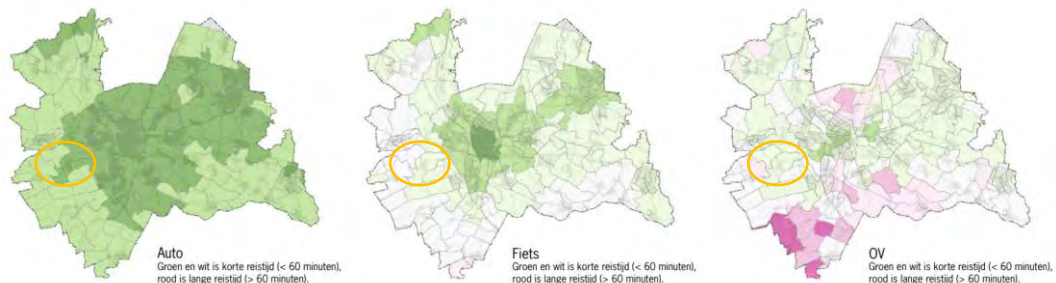 Auto
Groen en wit is korte reistijd (< 60 minuten),
rood is lange reistijd (> 60 minuten).
Fiets
Groen en wit is korte reistijd (< 60 minuten),
rood is lange reistijd (> 60 minuten).
OV
Groen en wit is korte reistijd (< 60 minuten),
rood is lange reistijd (> 60 minuten).